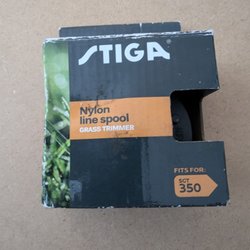 STIGA
Nylon
line spool
GRASS TRIMMER
FITS FOR:
SGT
350